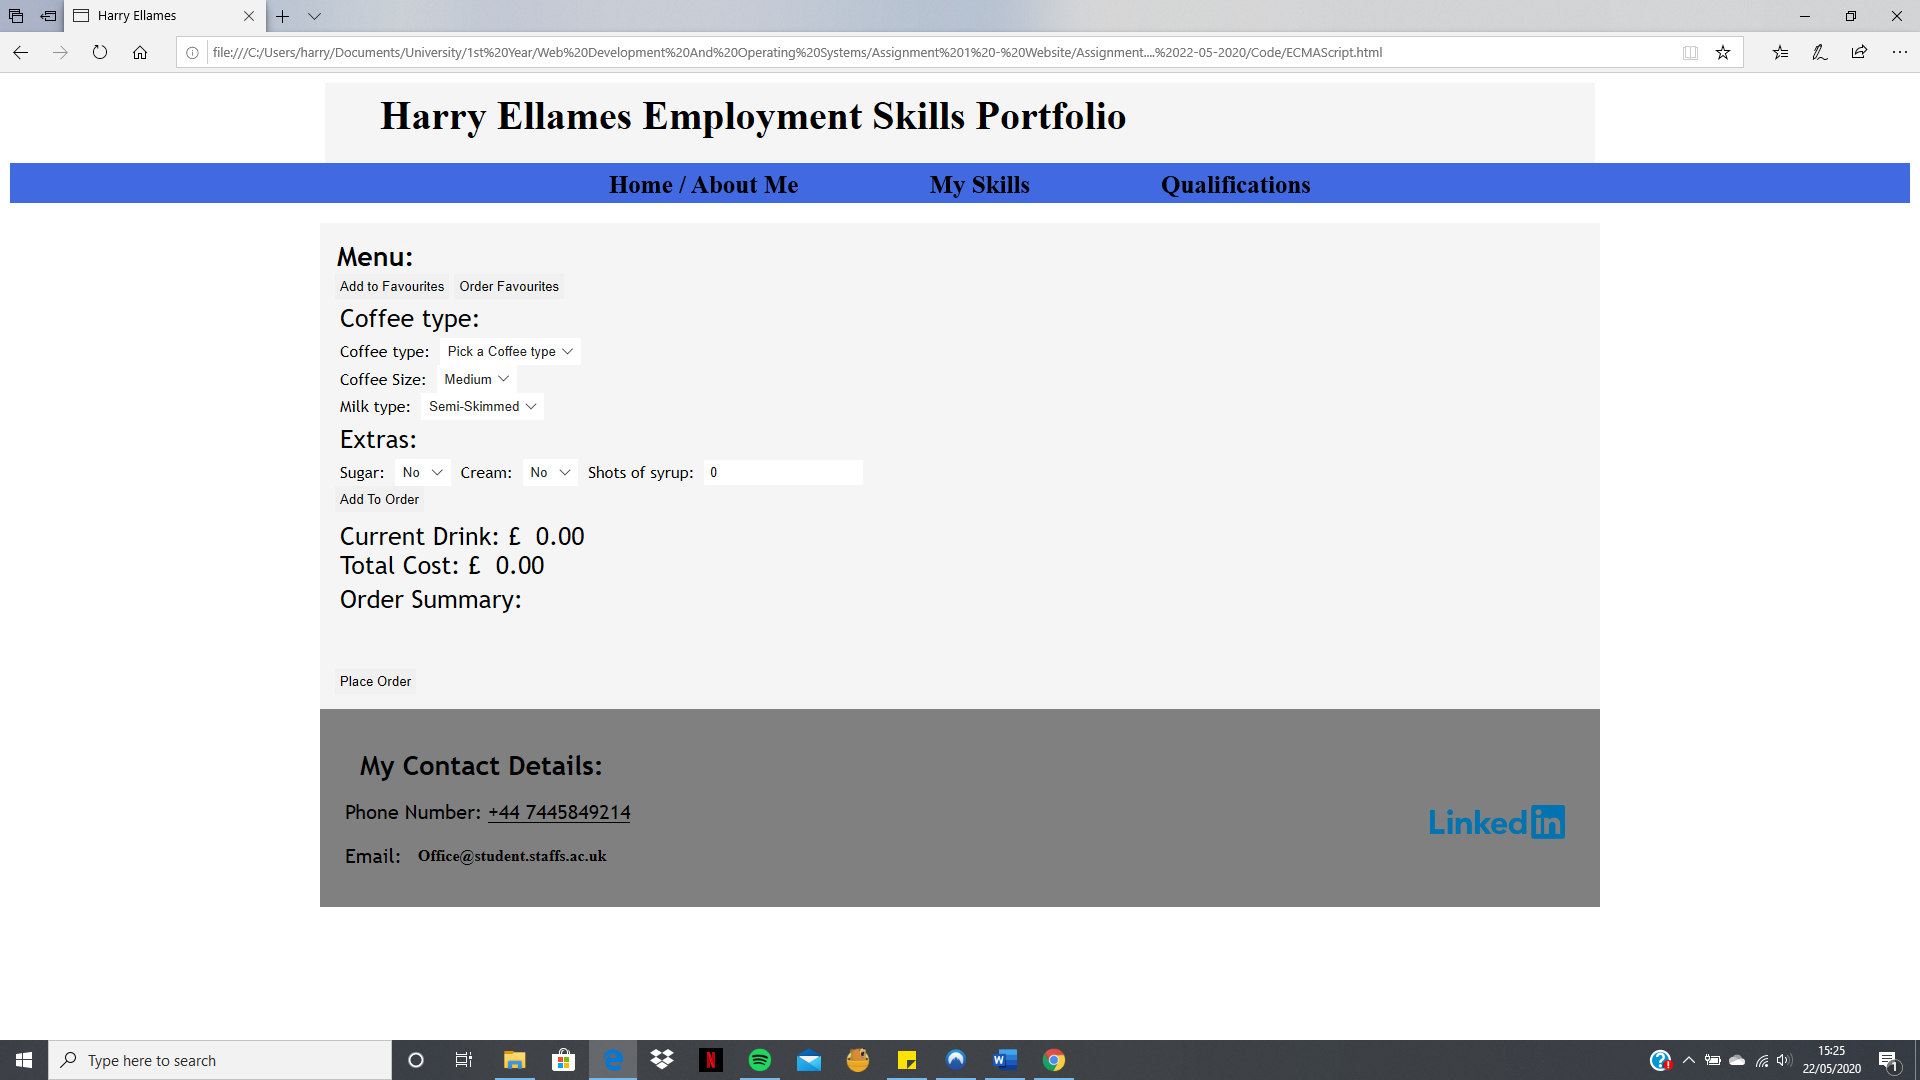 Harry Ellames
file:///C:/Users/harry/Documents/University/1st%20Year/Web%20Development%20And%20Operating%20Systems/Assignment%201%20-%20Website/Assignment....%2022-05-2020/Code/ECMAScript.html
Harry Ellames Employment Skills Portfolio
Home / About Me My Skills Qualifications
Menu:
Add to Favourites Order Favourites
Coffee type:
Coffee type: Pick a Coffee type
Coffee Size: Medium
Milk type: Semi-Skimmed
Extras:
Sugar: No Cream: No Shots of syrup: 0
Add To Order
Current Drink: £ 0.00
Total Cost: £ 0.00
Order Summary:
Place Order
My Contact Details:
Phone Number: +44 7445849214
Linked in
Email: Office@student.staffs.ac.uk
Type here to search
15:25
22/05/2020
1